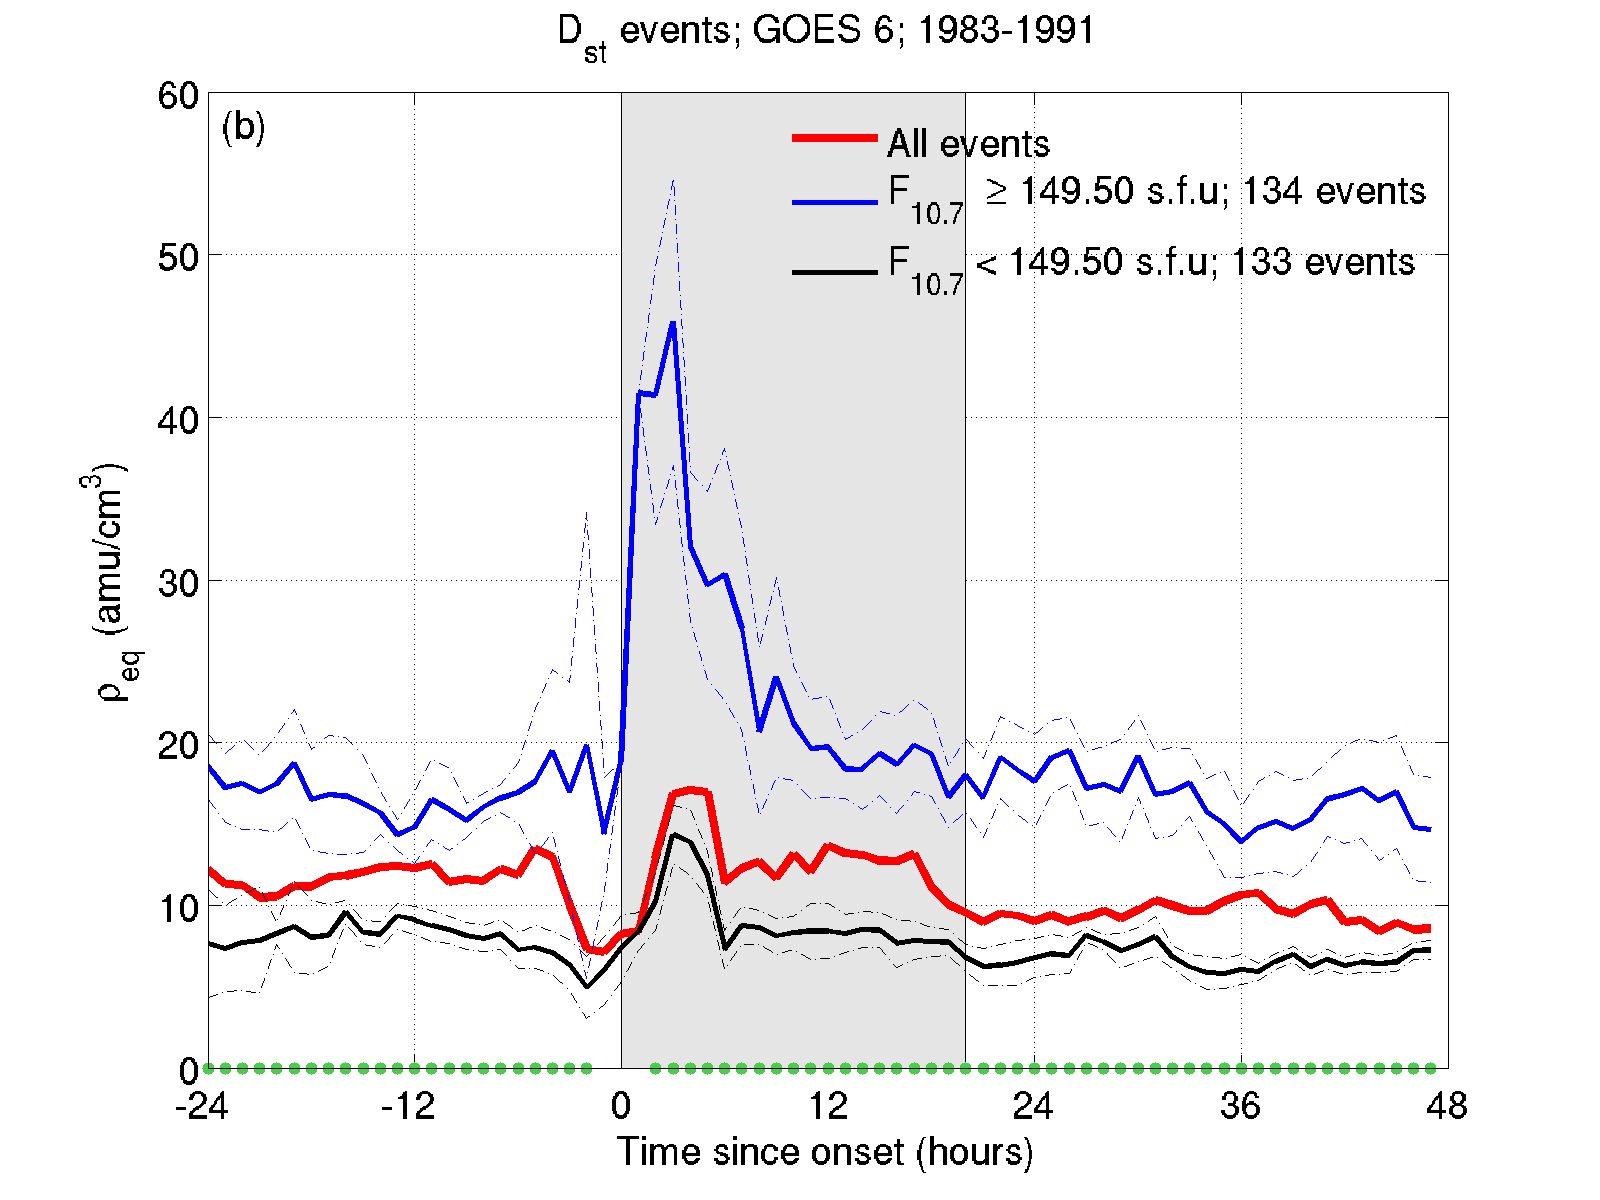 Dst events; GOES 6; 1983-1991
(b)
All events
F10.7 ≥ 149.50 s.f.u; 134 events
F10.7 < 149.50 s.f.u; 133 events
60
50
40
30
20
10
0
ρeq (amu/cm3)
-24 -12 0 12 24 36 48
Time since onset (hours)